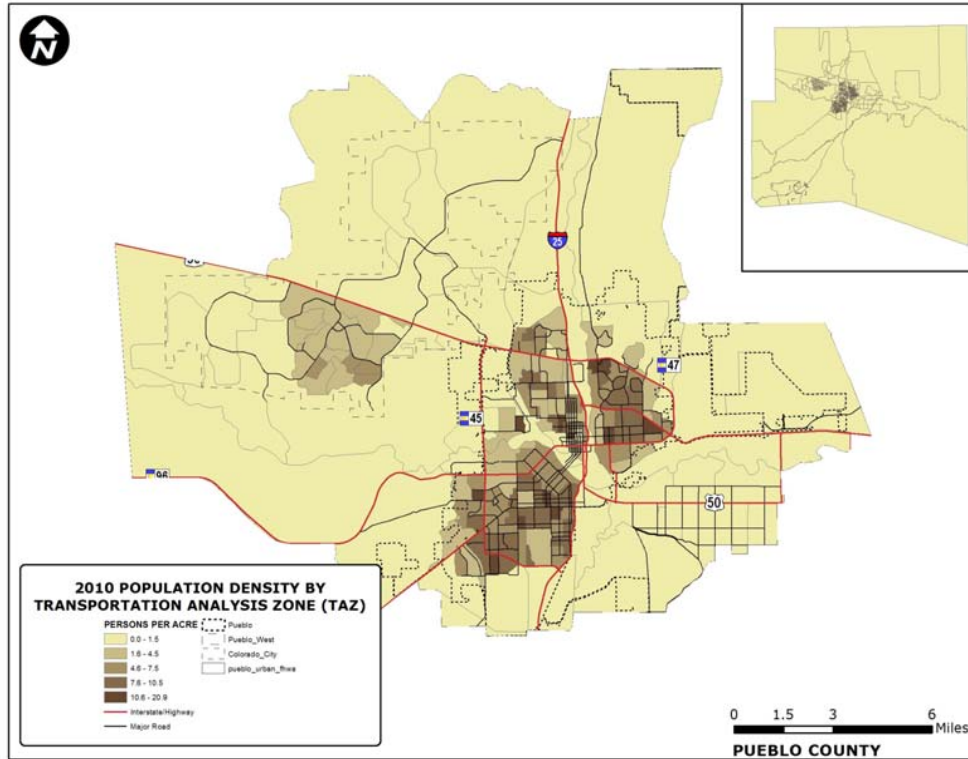 N
25
47
45
96
50
2010 POPULATION DENSITY BY
TRANSPORTATION ANALYSIS ZONE (TAZ)
PERSONS PER ACRE
0.0 - 1.5
1.6 - 4.5
4.6 - 7.5
7.6 - 10.5
10.6 - 20.9
Interstate/Highway
Major Road
Pueblo
Pueblo_West
Colorado_City
pueblo_urban_fhwa
0 1.5 3 6
Miles
PUEBLO COUNTY